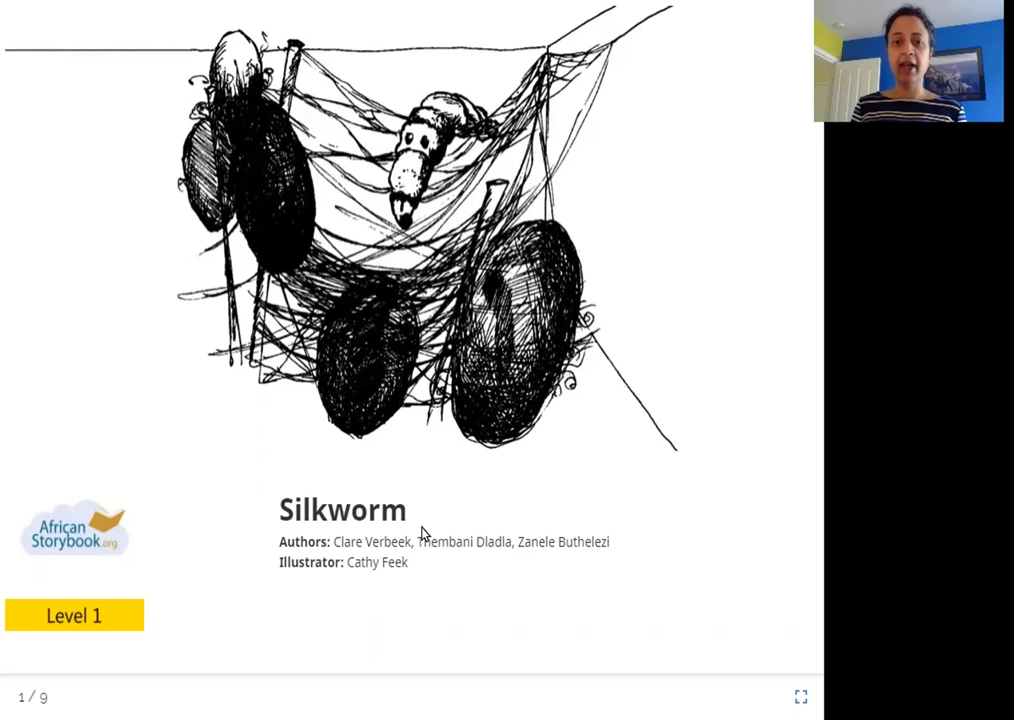 African
Storybook.org
Silkworm
Authors: Clare Verbeek, Thembani Dladla, Zanele Buthelezi
Illustrator: Cathy Feek
Level 1
1 / 9